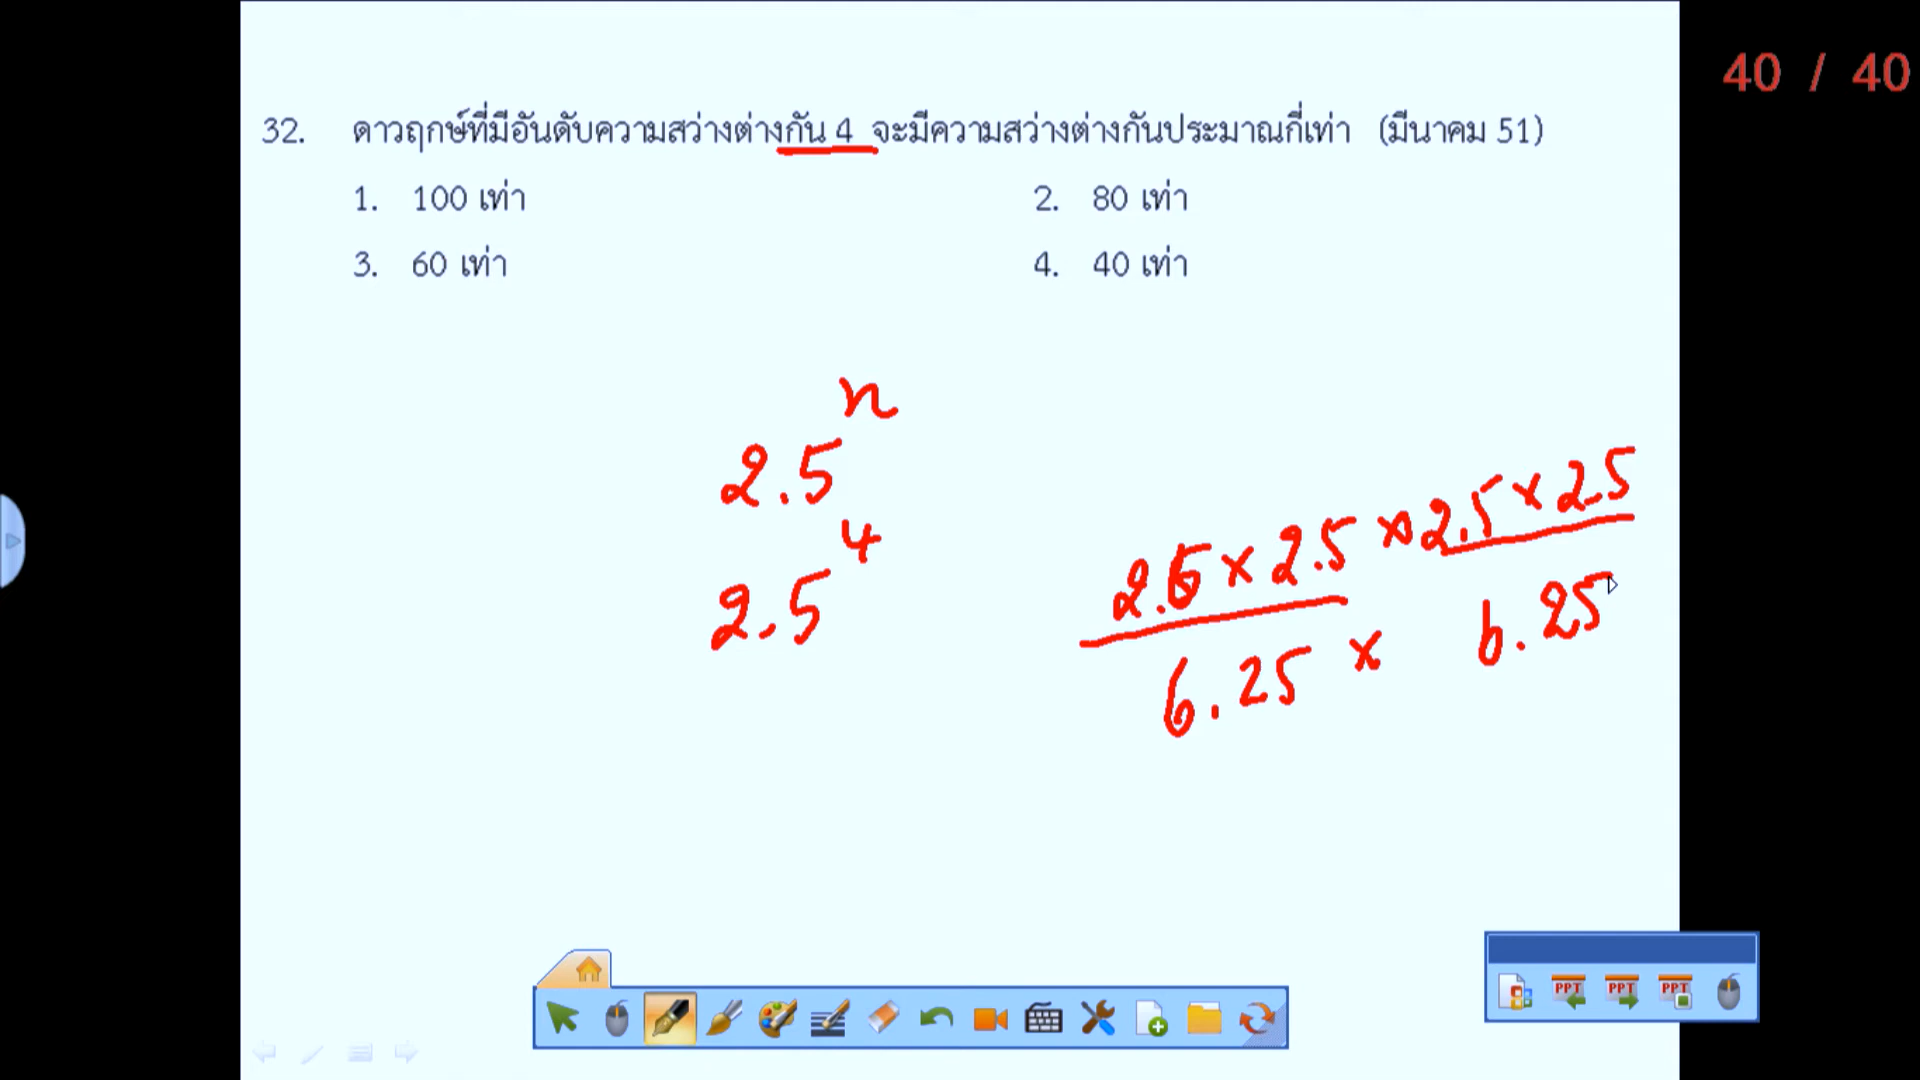 40 / 40
32. ดาวฤกษ์ที่มีอันดับความสว่างต่างกัน 4 จะมีความสว่างต่างกันประมาณกี่เท่า (มีนาคม 51)
1. 100 เท่า 2. 80 เท่า
3. 60 เท่า 4. 40 เท่า
2.5^n
2.5^4
2.5 x 2.5 x 2.5 x 2.5
6.25 x 6.25
PPT PPT PPT